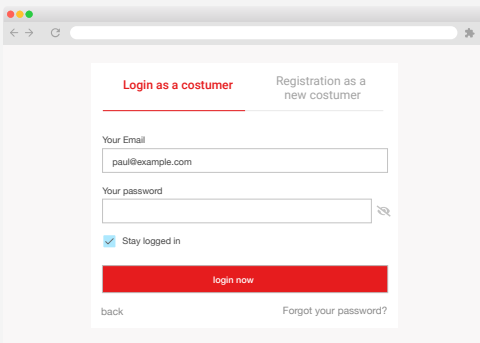 Login as a costumer
Registration as a
new costumer
Your Email
paul@example.com
Your password
Stay logged in
login now
back
Forgot your password?